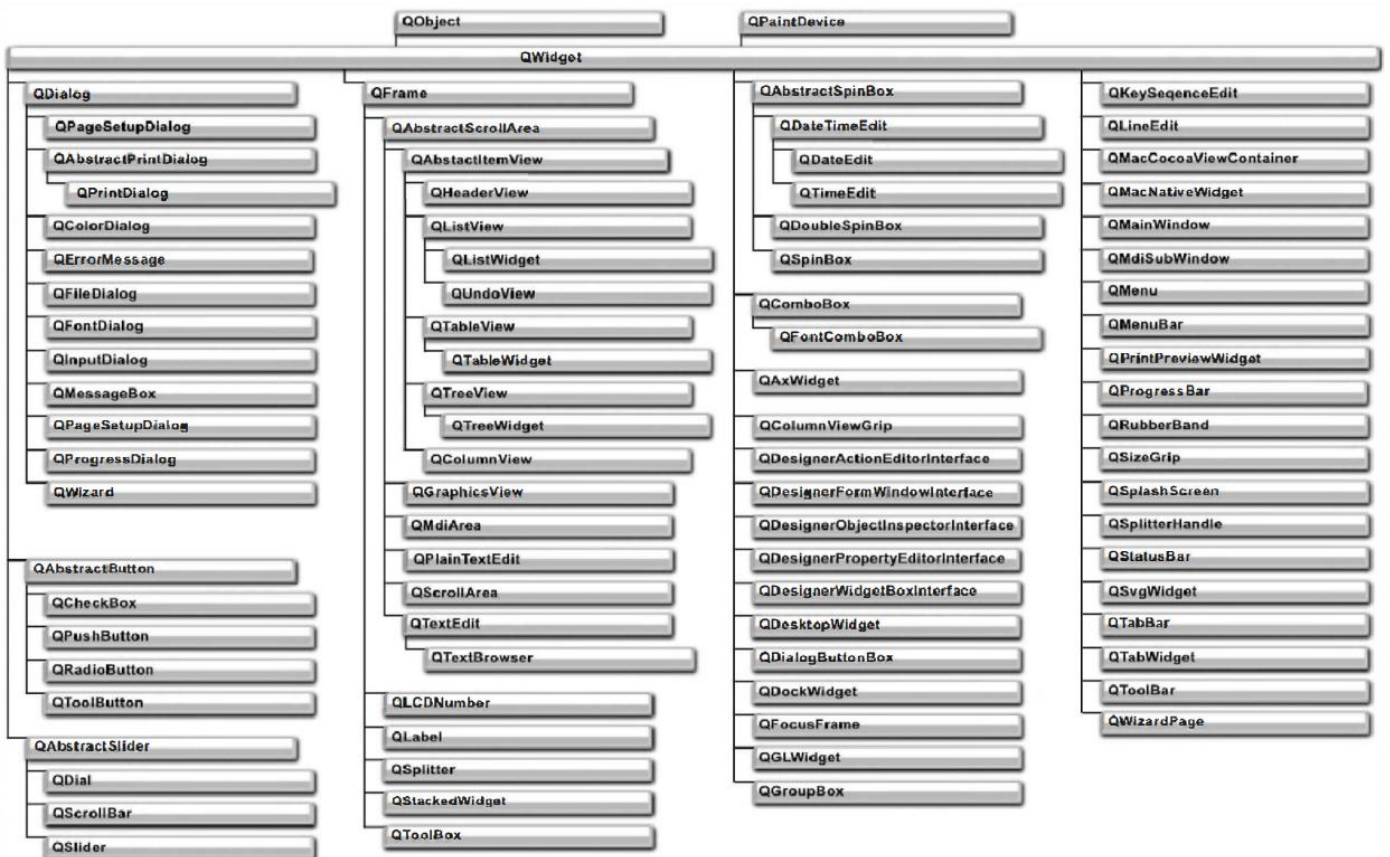 QObject
QPaintDevice
QWidget
QDialog
QPageSetupDialog
QAbstractPrintDialog
QPrintDialog
QColorDialog
QErrorMessage
QFileDialog
QFontDialog
QInputDialog
QMessageBox
QPageSetupDialog
QProgressDialog
QWizard
QAbstractButton
QCheckBox
QPushButton
QRadioButton
QToolButton
QAbstractSlider
QDial
QScrollBar
QSlider
QFrame
QAbstractScrollArea
QAbstactItemView
QHeaderView
QListView
QListWidget
QUndoView
QTableView
QTableWidget
QTreeView
QTreeWidget
QColumnView
QGraphicsView
QMdiArea
QPlainTextEdit
QScrollArea
QTextEdit
QTextBrowser
QLCDNumber
QLabel
QSplitter
QStackedWidget
QToolBox
QAbstractSpinBox
QDateTimeEdit
QDateEdit
QTimeEdit
QDoubleSpinBox
QSpinBox
QComboBox
QFontComboBox
QAxWidget
QColumnViewGrip
QDesignerActionEditorInterface
QDesignerFormWindowInterface
QDesignerObjectInspectorInterface
QDesignerPropertyEditorInterface
QDesignerWidgetBoxInterface
QDesktopWidget
QDialogButtonBox
QDockWidget
QFocusFrame
QGLWidget
QGroupBox
QKeySeqenceEdit
QLineEdit
QMacCocoaViewContainer
QMacNativeWidget
QMainWindow
QMdiSubWindow
QMenu
QMenuBar
QPrintPreviewWidget
QProgressBar
QRubberBand
QSizeGrip
QSplashScreen
QSplitterHandle
QStatusBar
QSvgWidget
QTabBar
QTabWidget
QToolBar
QWizardPage